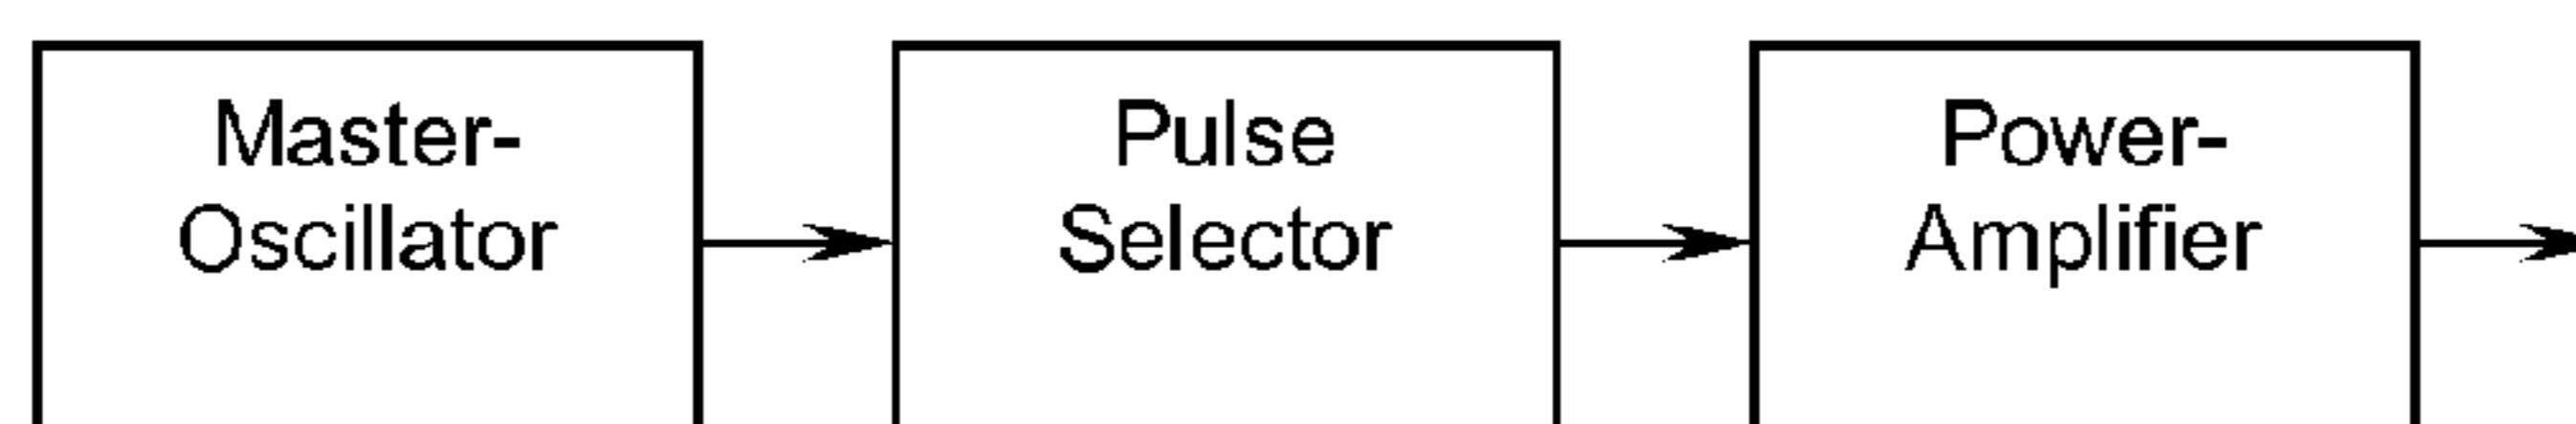 Master-
Oscillator
Pulse
Selector
Power-
Amplifier